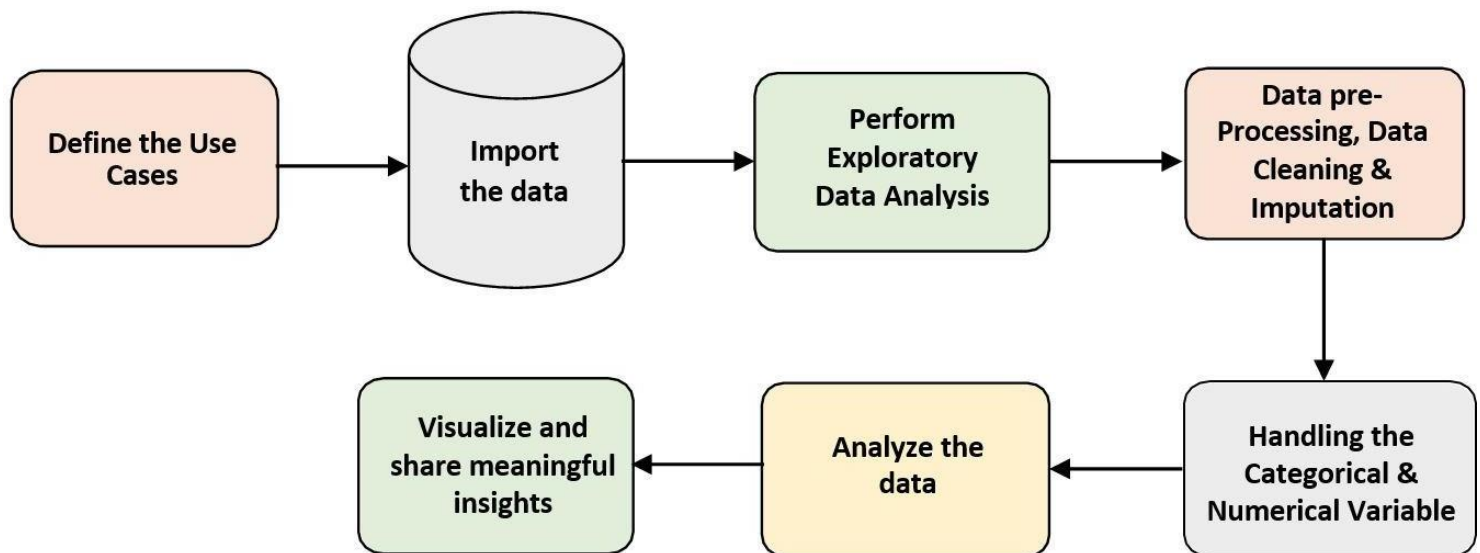 Define the Use
Cases
Import
the data
Perform
Exploratory
Data Analysis
Data pre-
Processing, Data
Cleaning &
Imputation
Handling the
Categorical &
Numerical Variable
Analyze the
data
Visualize and
share meaningful
insights